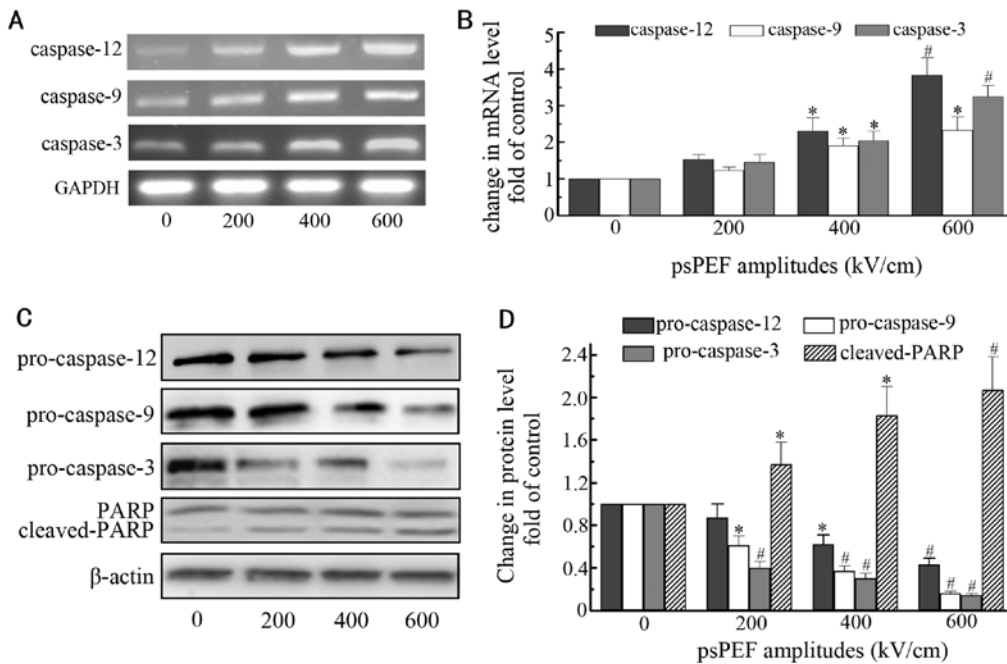 A
caspase-12
caspase-9
caspase-3
GAPDH
0 200 400 600
B
caspase-12 caspase-9 caspase-3
change in mRNA level
fold of control
5
4
3
2
1
0
# * * * # * #
0 200 400 600
psPEF amplitudes (kV/cm)
C
pro-caspase-12
pro-caspase-9
pro-caspase-3
PARP
cleaved-PARP
β-actin
0 200 400 600
D
pro-caspase-12 pro-caspase-9
pro-caspase-3 cleaved-PARP
Change in protein level
fold of control
2.4
2.0
1.6
1.2
0.8
0.4
0.0
* # * * # # * # # # #
0 200 400 600
psPEF amplitudes (kV/cm)